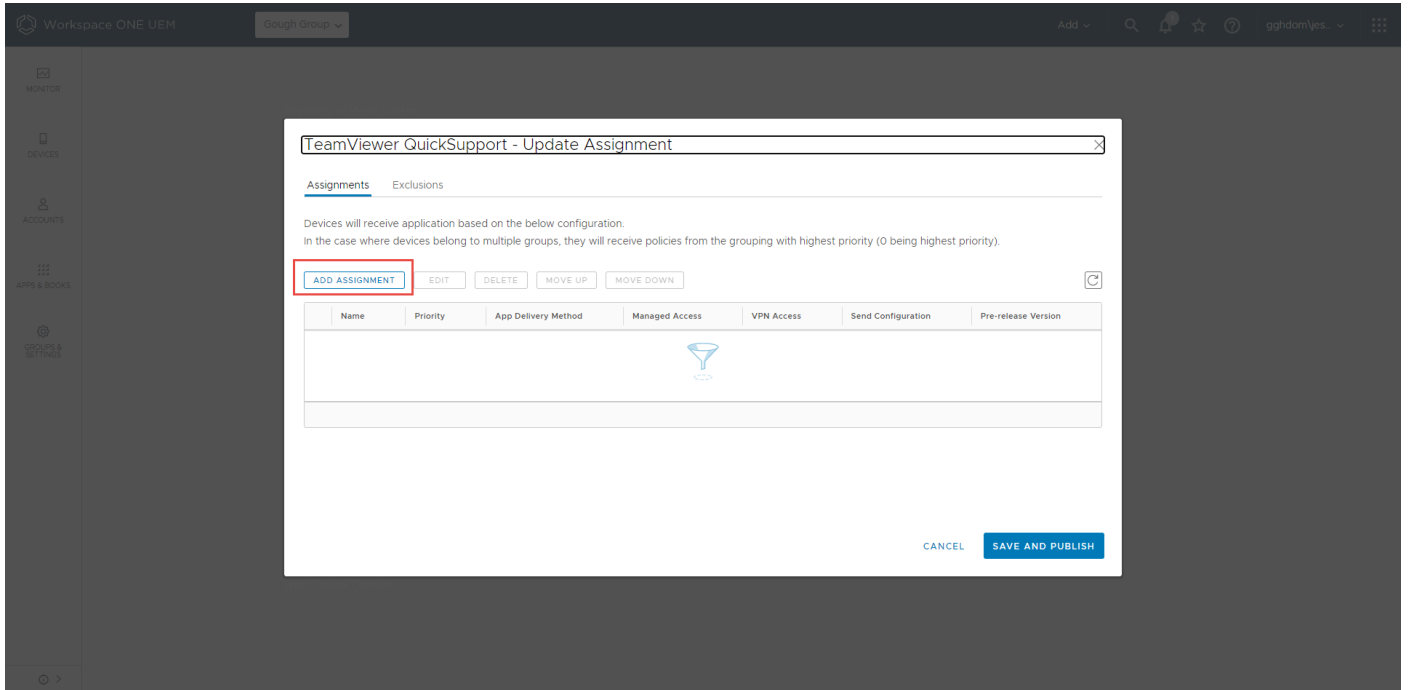 Workspace ONE UEM
Gough Group
Add
gghdom\jes...
MONITOR
DEVICES
ACCOUNTS
APPS & BOOKS
GROUPS &
SETTINGS
TeamViewer QuickSupport - Update Assignment
Assignments Exclusions
Devices will receive application based on the below configuration.
In the case where devices belong to multiple groups, they will receive policies from the grouping with highest priority (0 being highest priority).
ADD ASSIGNMENT EDIT DELETE MOVE UP MOVE DOWN
Name Priority App Delivery Method Managed Access VPN Access Send Configuration Pre-release Version
CANCEL SAVE AND PUBLISH